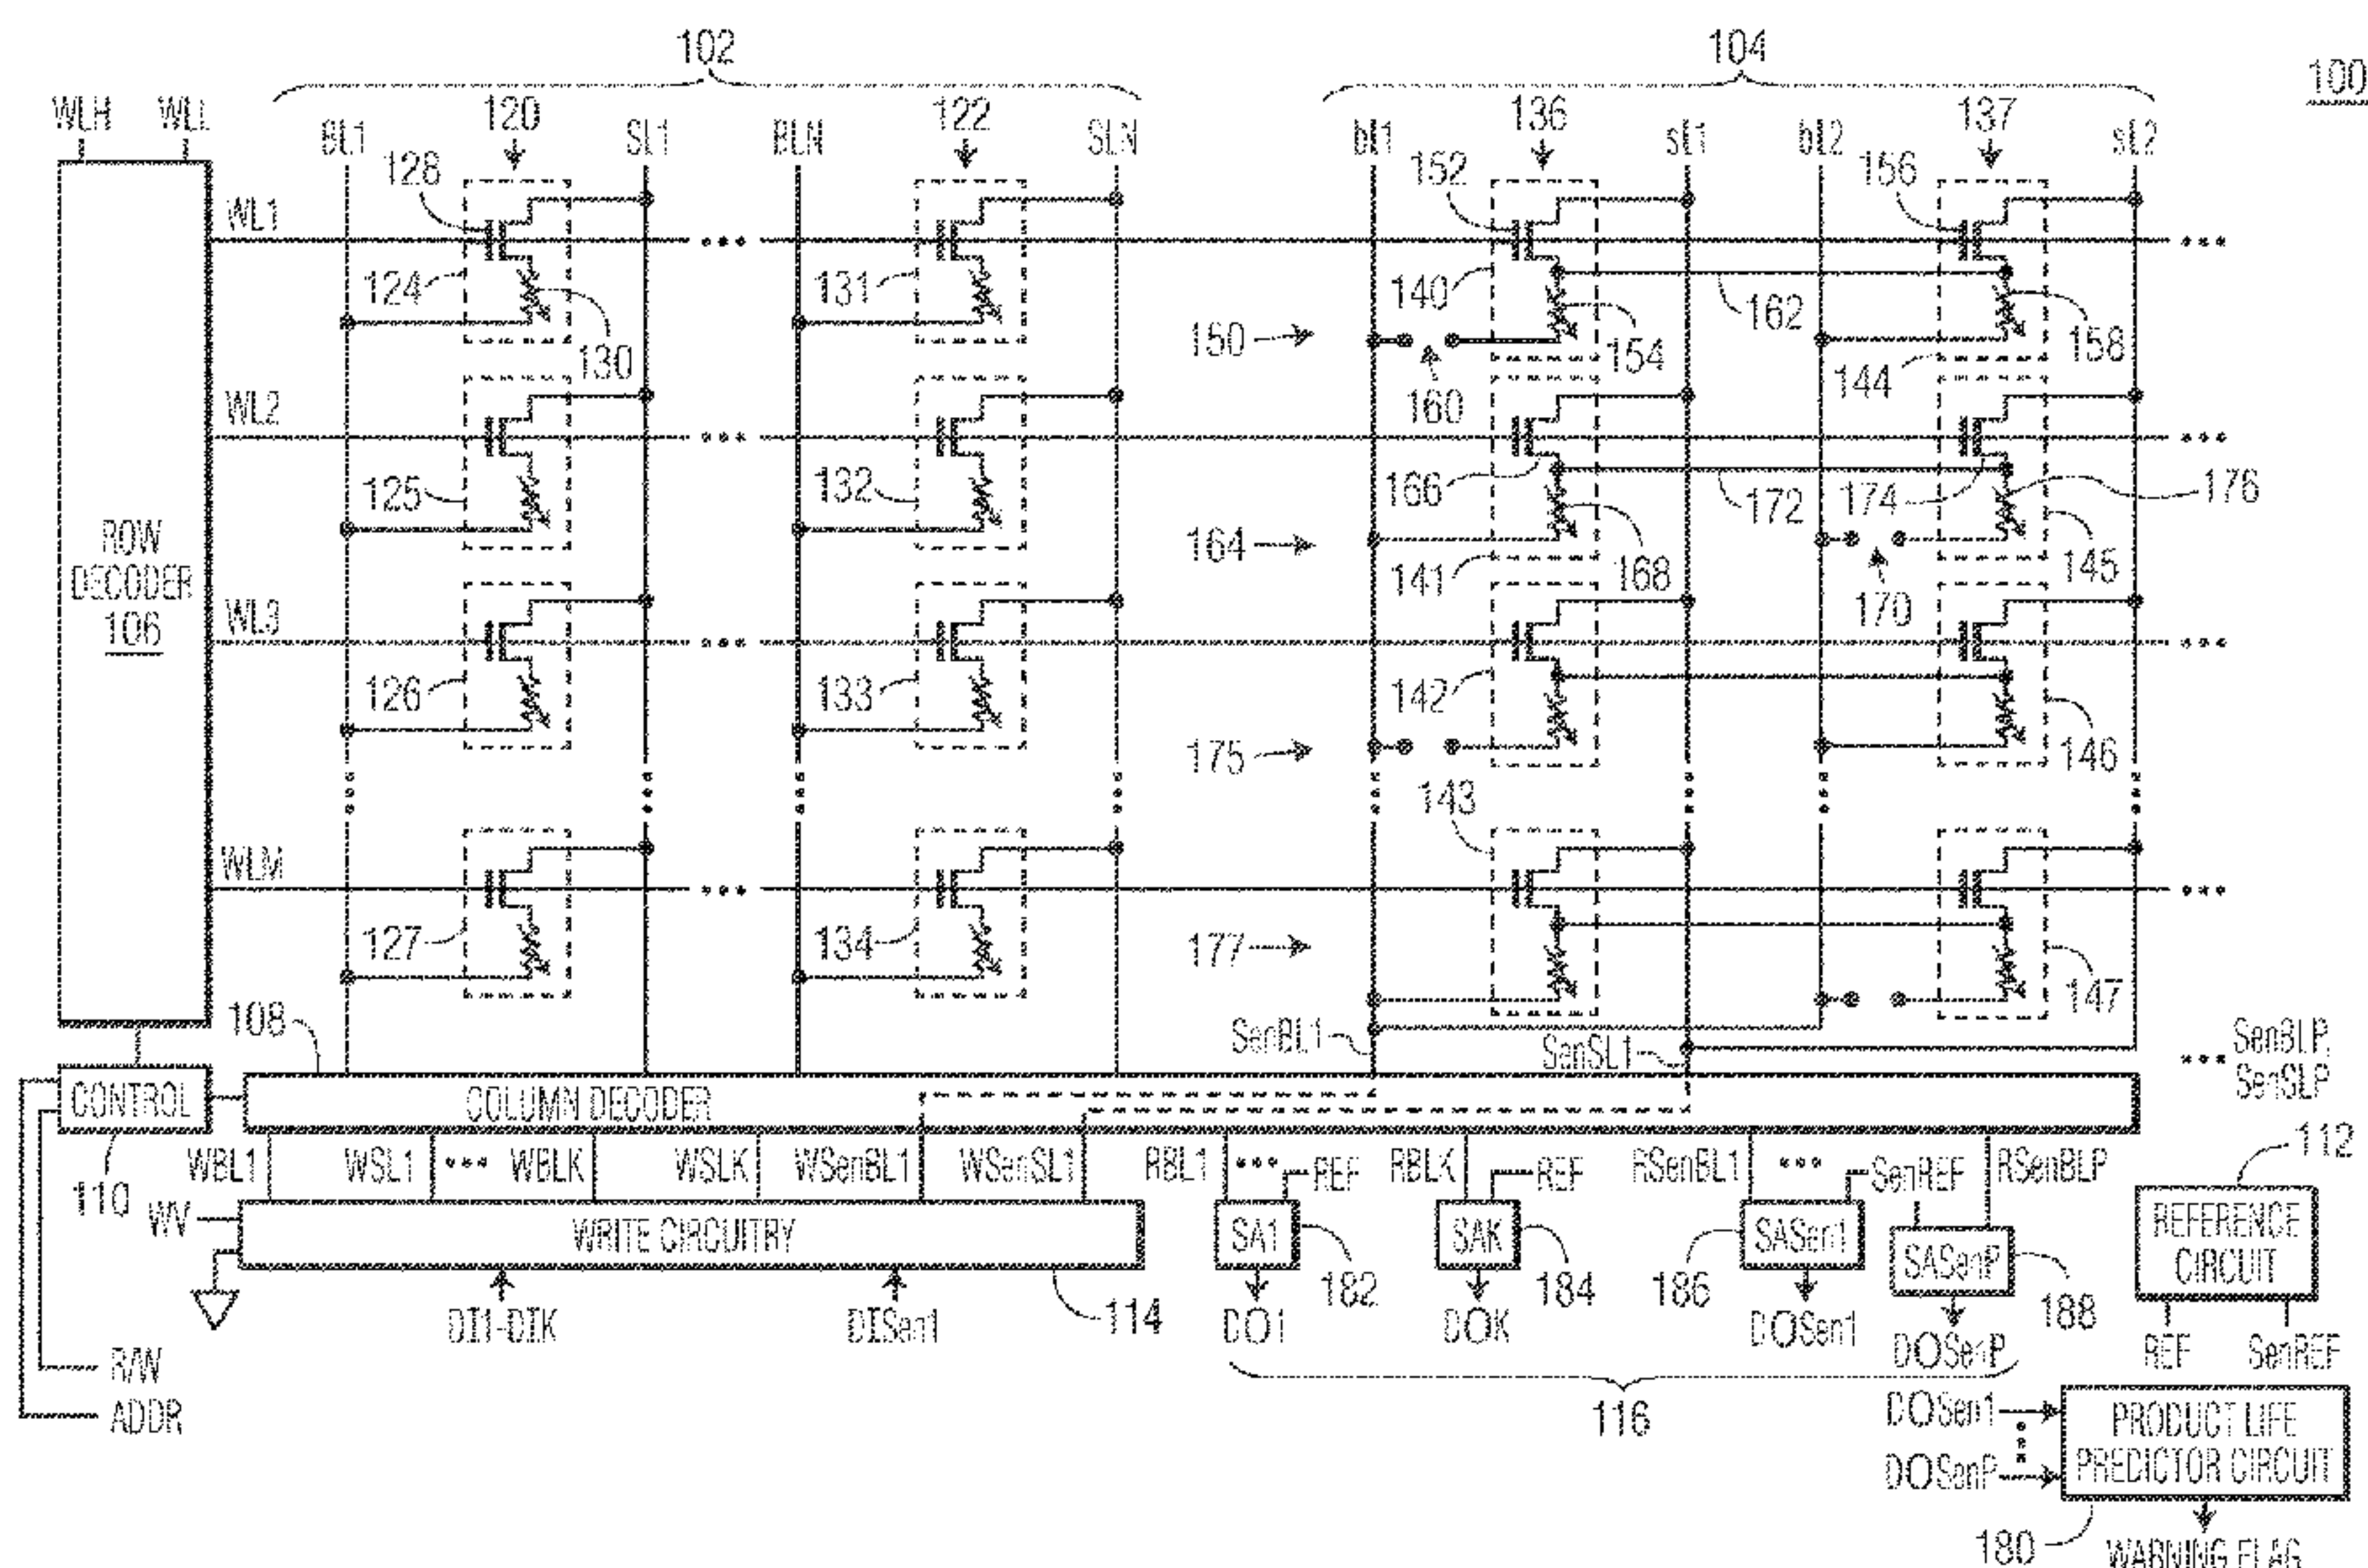 102
104
100
WLH WLL
BL1 120 SL1 BLN 122 SLN bL1 136 sL1 bL2 137 sL2
128 152 156
WL1
124 131 140
130 150 160 154 162 144 158
WL2
125 132 166 172 174 176
164 141 168 170 145
ROW
DECODER
106
WL3
126 133 142
175 146
143
WLM
127 134 177 147
108 SenBL1 SenSL1
SenBLP,
SenSLP
CONTROL COLUMN DECODER
110
WBL1 WSL1 WBLK WSLK WSenBL1 WSenSL1 RBL1 REF RBLK REF RSenBL1 SenREF RSenBLP
112
WV WRITE CIRCUITRY
SA1 SAK SASen1 SASenP
REFERENCE
CIRCUIT
182 184 186 188
DI1-DIK DISen1 114 DO1 DOK DOSen1 DOSenP
REF SenREF
R/W
ADDR
116
DOSen1
DOSenP
PRODUCT LIFE
PREDICTOR CIRCUIT
180
WARNING FLAG